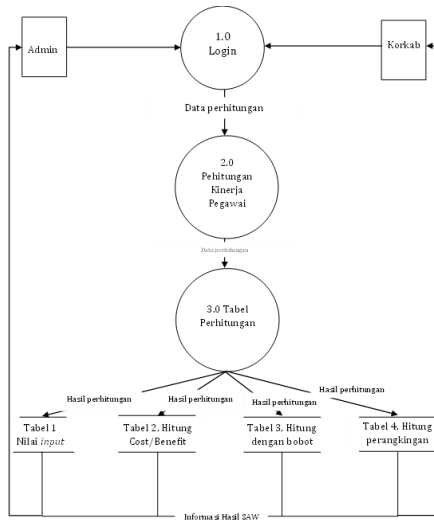 1.0
Login
Admin
Korkab
Data perhitungan
2.0
Pehitungan
Kinerja
Pegawai
Data perhitungan
3.0 Tabel
Perhitungan
Hasil perhitungan
Hasil perhitungan
Hasil perhitungan
Hasil perhitungan
Tabel 1
Nilai input
Tabel 2, Hitung
Cost/Benefit
Tabel 3, Hitung
dengan bobot
Tabel 4, Hitung
perangkingan
Informasi Hasil SAW